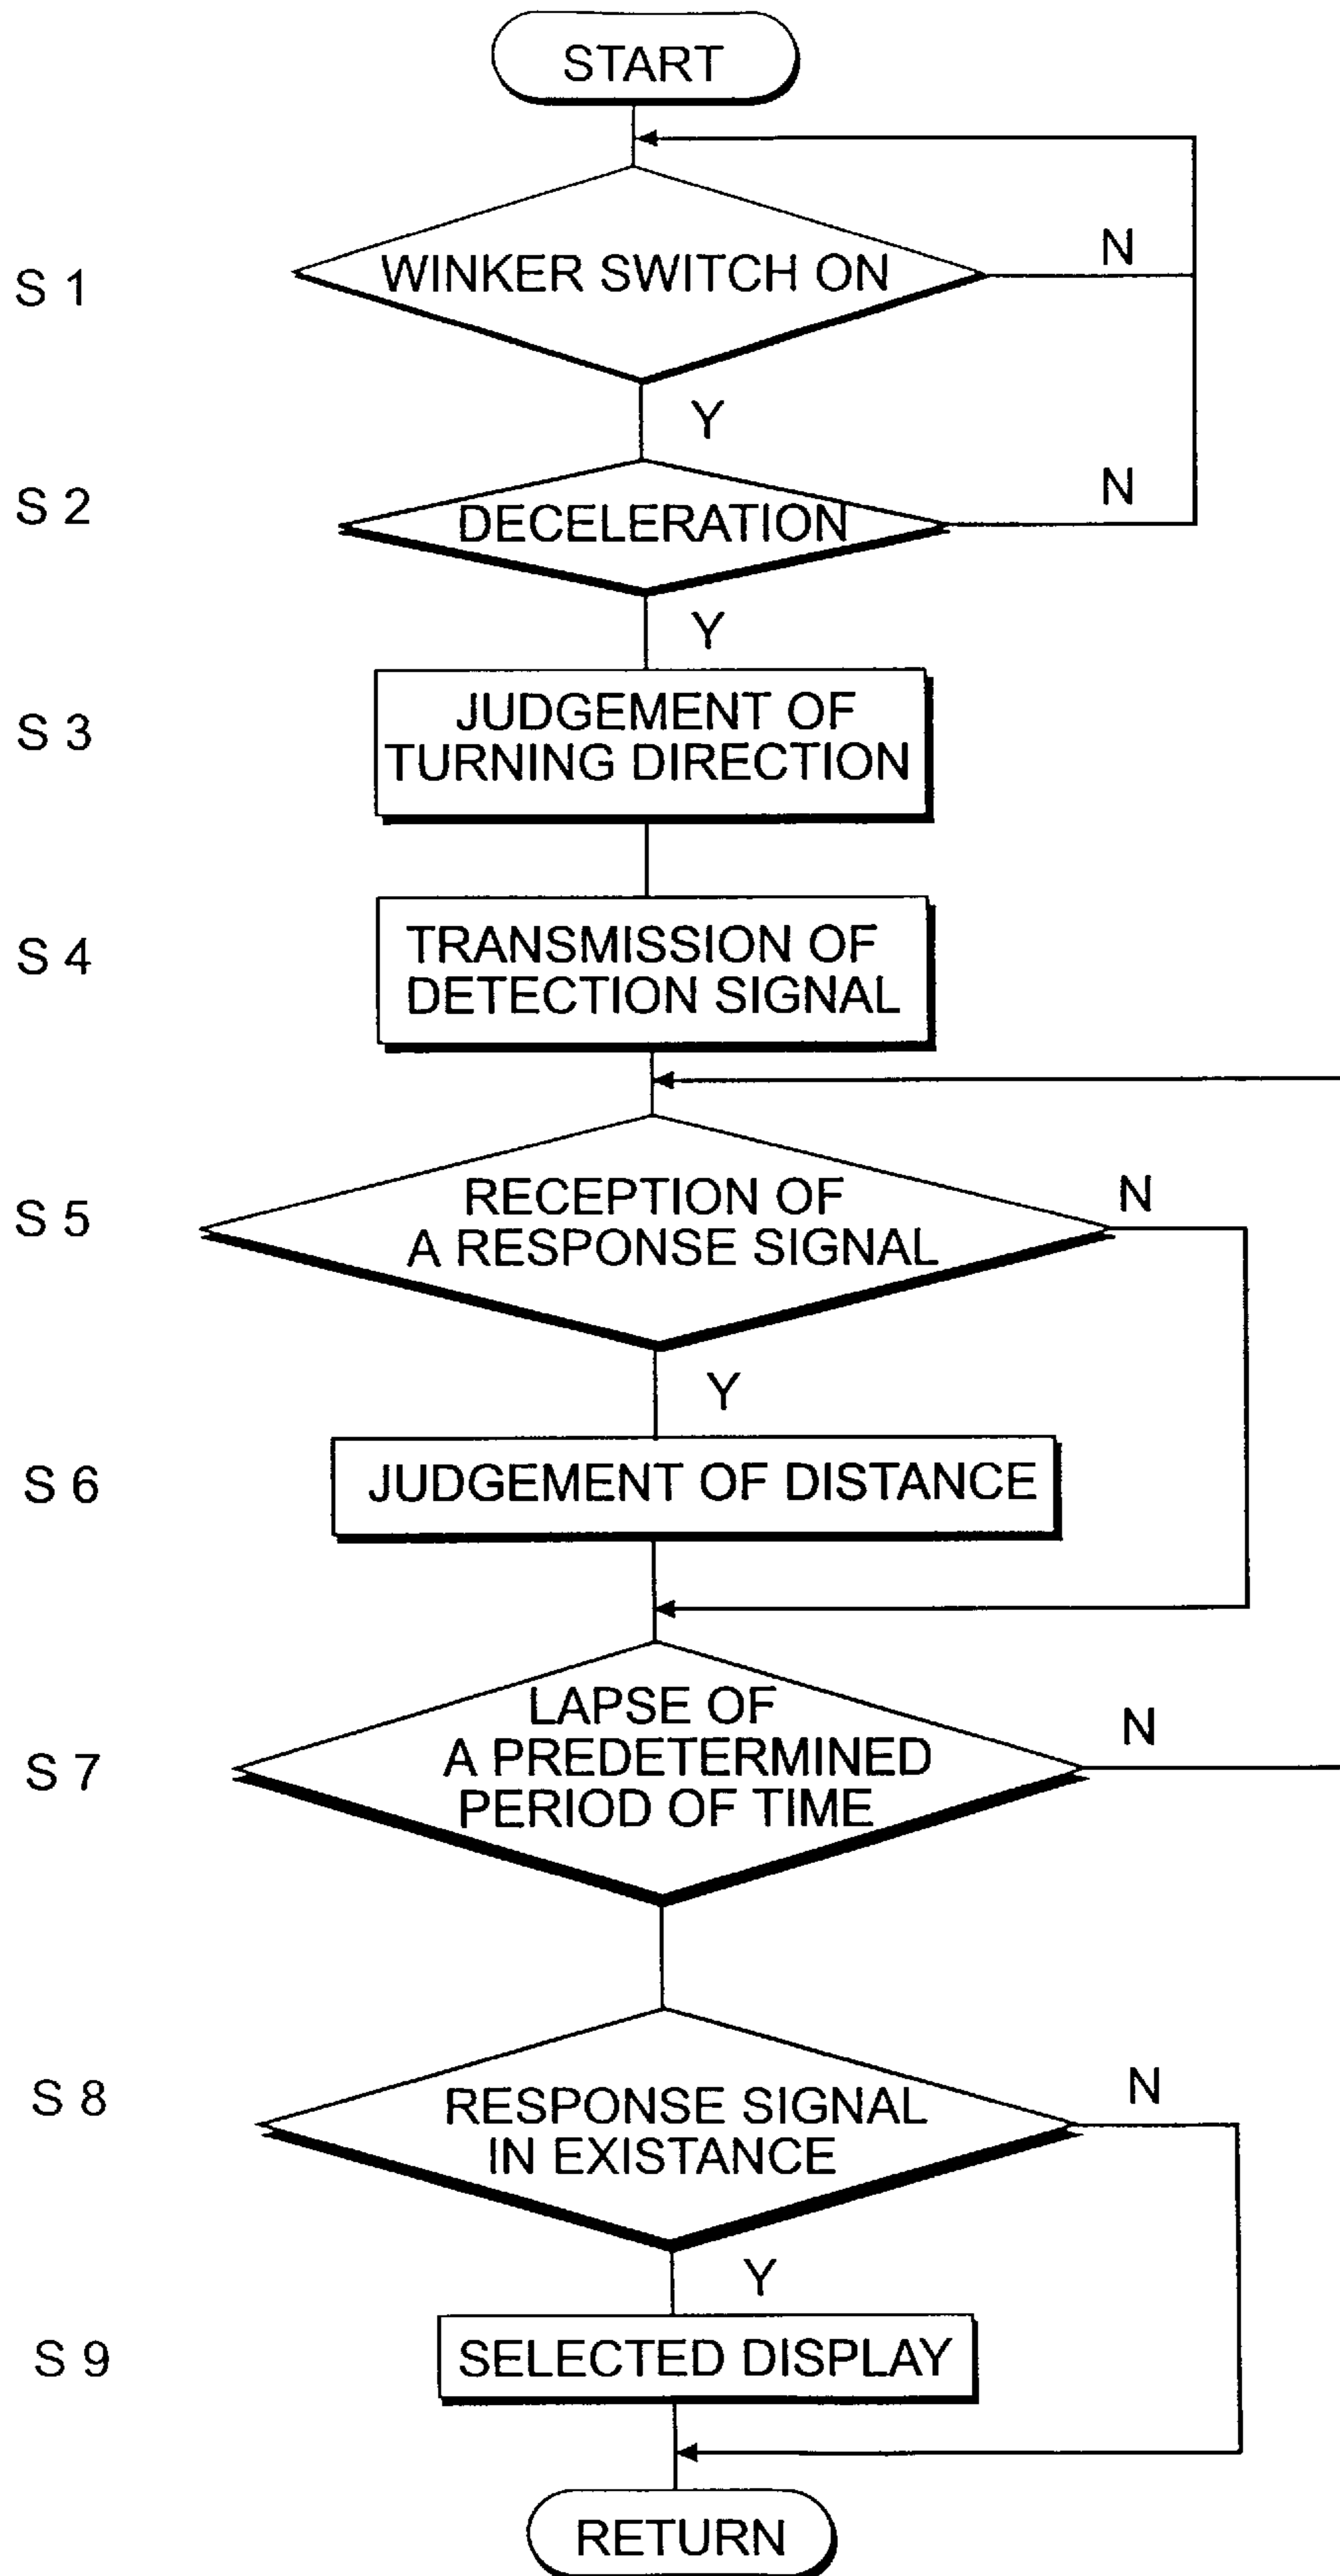 START
S 1
WINKER SWITCH ON
N
Y
S 2
DECELERATION
N
Y
S 3
JUDGEMENT OF
TURNING DIRECTION
S 4
TRANSMISSION OF
DETECTION SIGNAL
S 5
RECEPTION OF
A RESPONSE SIGNAL
N
Y
S 6
JUDGEMENT OF DISTANCE
S 7
LAPSE OF
A PREDETERMINED
PERIOD OF TIME
N
S 8
RESPONSE SIGNAL
IN EXISTANCE
N
Y
S 9
SELECTED DISPLAY
RETURN